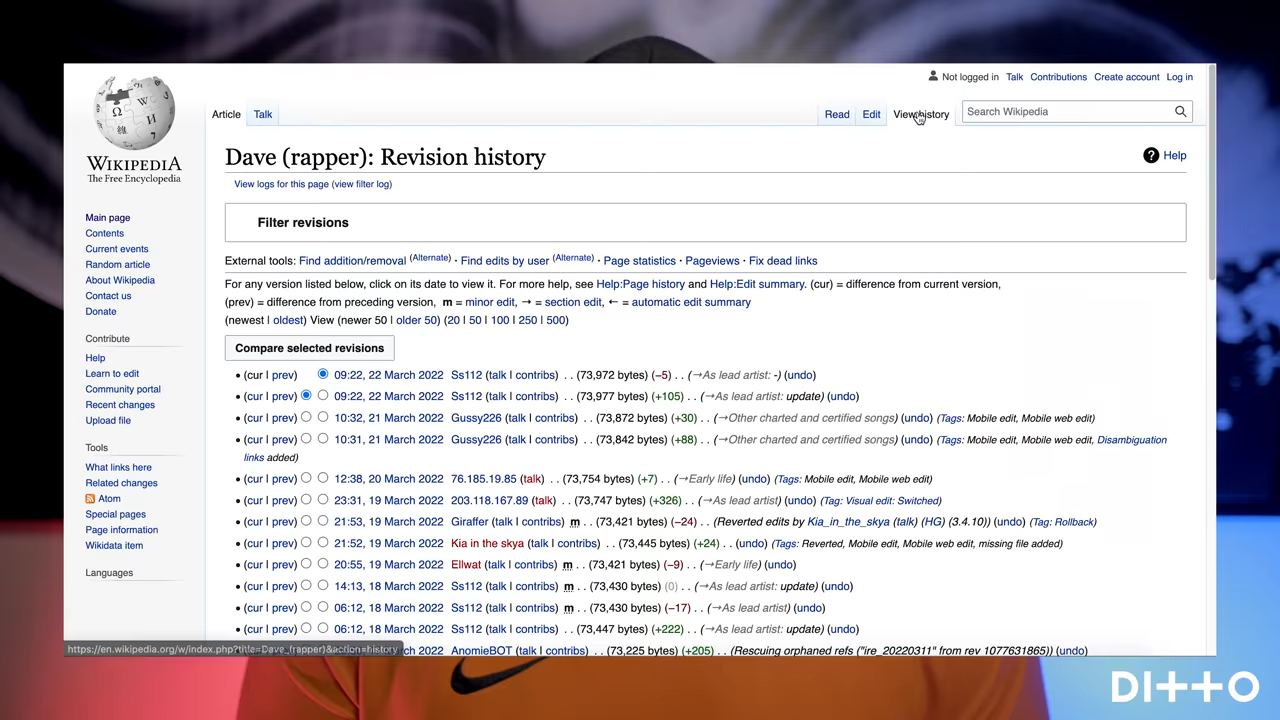 Not logged in Talk Contributions Create account Log in
Article Talk Read Edit View history Search Wikipedia
WIKIPEDIA
The Free Encyclopedia
Dave (rapper): Revision history
? Help
View logs for this page (view filter log)
Filter revisions
Main page
Contents
Current events
Random article
About Wikipedia
Contact us
Donate
Contribute
Help
Learn to edit
Community portal
Recent changes
Upload file
Tools
What links here
Related changes
Atom
Special pages
Page information
Wikidata item
Languages
External tools: Find addition/removal (Alternate) · Find edits by user (Alternate) · Page statistics · Pageviews · Fix dead links
For any version listed below, click on its date to view it. For more help, see Help:Page history and Help:Edit summary. (cur) = difference from current version,
(prev) = difference from preceding version, m = minor edit, → = section edit, ← = automatic edit summary
(newest | oldest) View (newer 50 | older 50) (20 | 50 | 100 | 250 | 500)
Compare selected revisions
• (cur | prev) 09:22, 22 March 2022 Ss112 (talk | contribs) . . (73,972 bytes) (−5) . . (→As lead artist: -) (undo)
• (cur | prev) 09:22, 22 March 2022 Ss112 (talk | contribs) . . (73,977 bytes) (+105) . . (→As lead artist: update) (undo)
• (cur | prev) 10:32, 21 March 2022 Gussy226 (talk | contribs) . . (73,872 bytes) (+30) . . (→Other charted and certified songs) (undo) (Tags: Mobile edit, Mobile web edit)
• (cur | prev) 10:31, 21 March 2022 Gussy226 (talk | contribs) . . (73,842 bytes) (+88) . . (→Other charted and certified songs) (undo) (Tags: Mobile edit, Mobile web edit, Disambiguation
links added)
• (cur | prev) 12:38, 20 March 2022 76.185.19.85 (talk) . . (73,754 bytes) (+7) . . (→Early life) (undo) (Tags: Mobile edit, Mobile web edit)
• (cur | prev) 23:31, 19 March 2022 203.118.167.89 (talk) . . (73,747 bytes) (+326) . . (→As lead artist) (undo) (Tag: Visual edit: Switched)
• (cur | prev) 21:53, 19 March 2022 Giraffer (talk | contribs) m . . (73,421 bytes) (−24) . . (Reverted edits by Kia_in_the_skya (talk) (HG) (3.4.10)) (undo) (Tag: Rollback)
• (cur | prev) 21:52, 19 March 2022 Kia in the skya (talk | contribs) . . (73,445 bytes) (+24) . . (undo) (Tags: Reverted, Mobile edit, Mobile web edit, missing file added)
• (cur | prev) 20:55, 19 March 2022 Ellwat (talk | contribs) m . . (73,421 bytes) (−9) . . (→Early life) (undo)
• (cur | prev) 14:13, 18 March 2022 Ss112 (talk | contribs) m . . (73,430 bytes) (0) . . (→As lead artist: update) (undo)
• (cur | prev) 06:12, 18 March 2022 Ss112 (talk | contribs) m . . (73,430 bytes) (−17) . . (→As lead artist) (undo)
• (cur | prev) 06:12, 18 March 2022 Ss112 (talk | contribs) . . (73,447 bytes) (+222) . . (→As lead artist: update) (undo)
https://en.wikipedia.org/w/index.php?title=Dave_(rapper)&action=history
ch 2022 AnomieBOT (talk | contribs) . . (73,225 bytes) (+205) . . (Rescuing orphaned refs ("ire_20220311" from rev 1077631865)) (undo)
DITTO